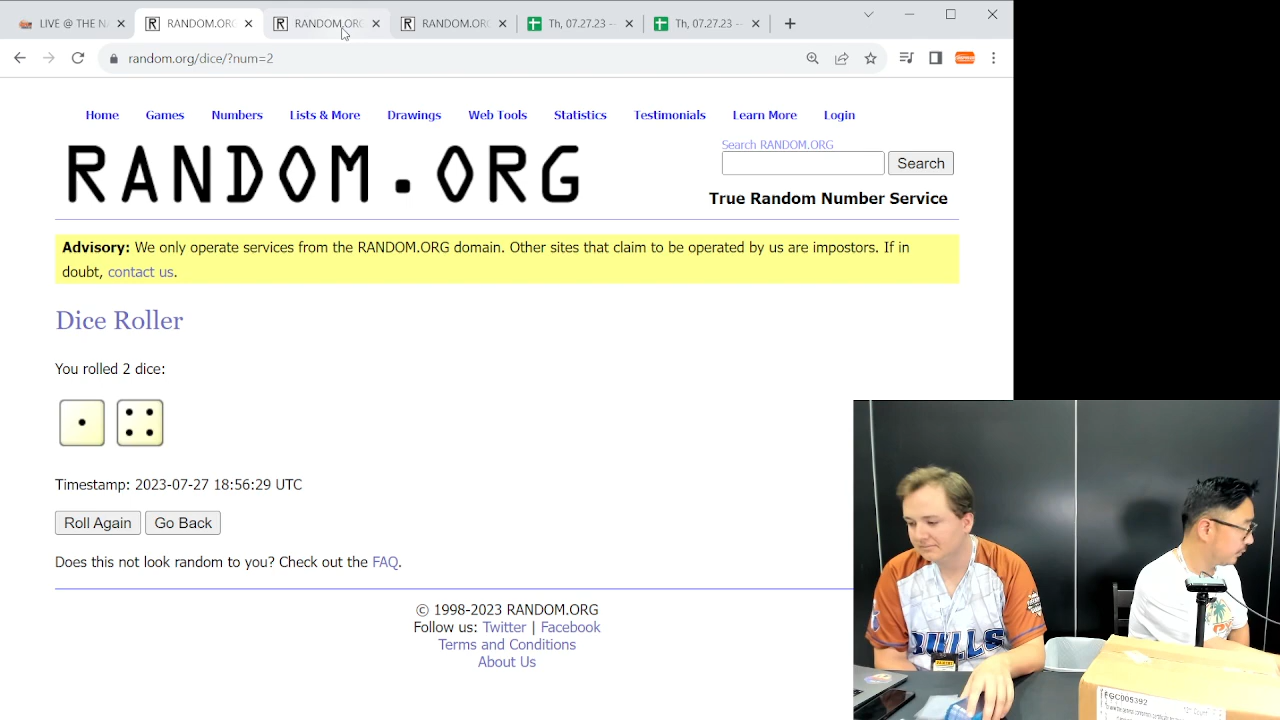 LIVE @ THE NA
RANDOM.ORG
RANDOM.ORG
RANDOM.ORG
Th, 07.27.23 --
Th, 07.27.23 --
random.org/dice/?num=2
Home Games Numbers Lists & More Drawings Web Tools Statistics Testimonials Learn More Login
RANDOM.ORG
Search RANDOM.ORG
Search
True Random Number Service
Advisory: We only operate services from the RANDOM.ORG domain. Other sites that claim to be operated by us are impostors. If in
doubt, contact us.
Dice Roller
You rolled 2 dice:
Timestamp: 2023-07-27 18:56:29 UTC
Roll Again Go Back
Does this not look random to you? Check out the FAQ.
© 1998-2023 RANDOM.ORG
Follow us: Twitter | Facebook
Terms and Conditions
About Us
BULLS
PANINI
EGC005392